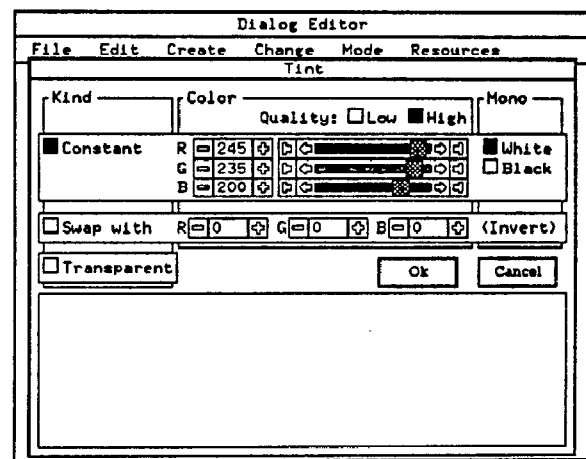 Dialog Editor
File Edit Create Change Mode Resources
Tint
Kind Color Mono
Quality: Low High
Constant R 245 White
G 235 Black
B 200
Swap with R 0 G 0 B 0 (Invert)
Transparent Ok Cancel